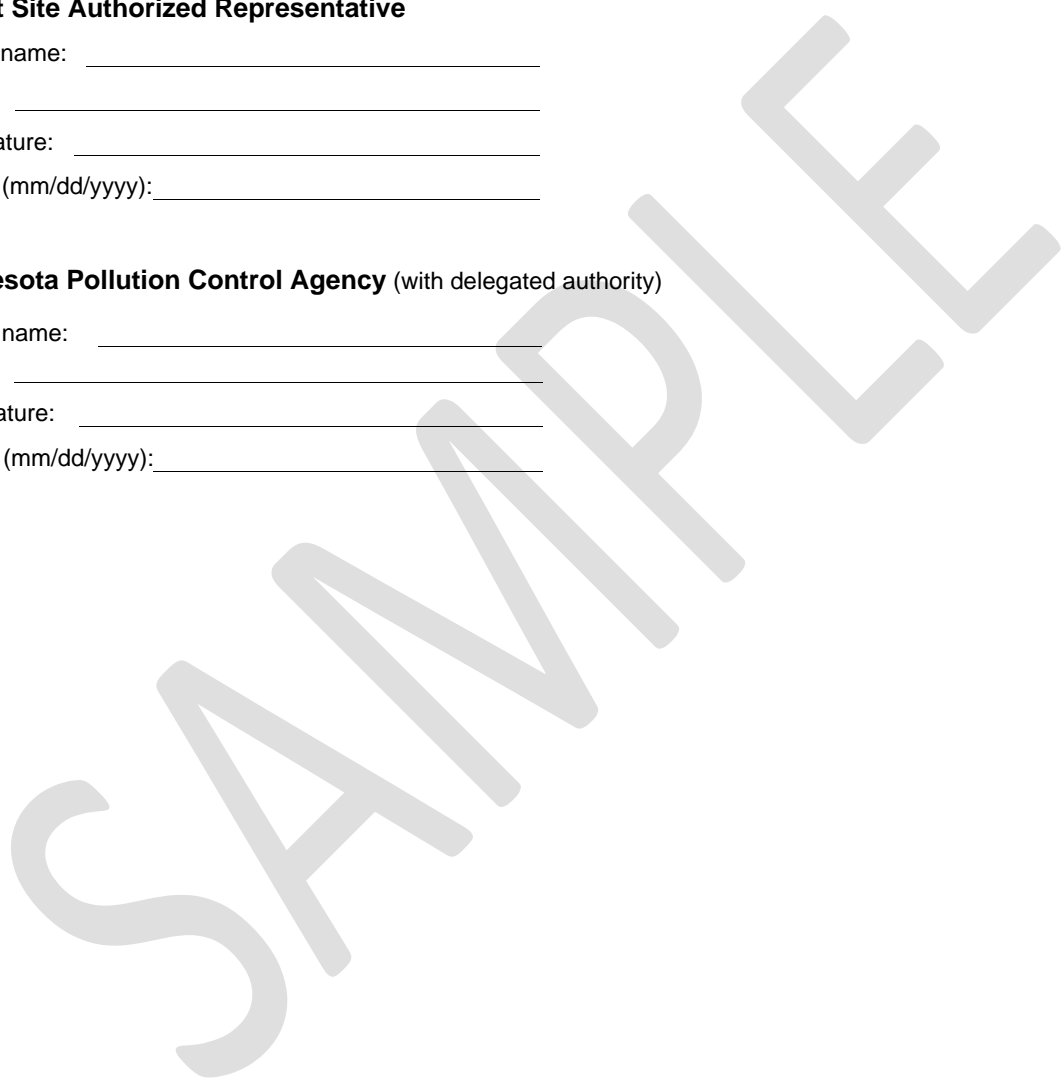 t Site Authorized Representative
name:
ature:
(mm/dd/yyyy):
esota Pollution Control Agency (with delegated authority)
name:
ature:
(mm/dd/yyyy):
SAMPLE